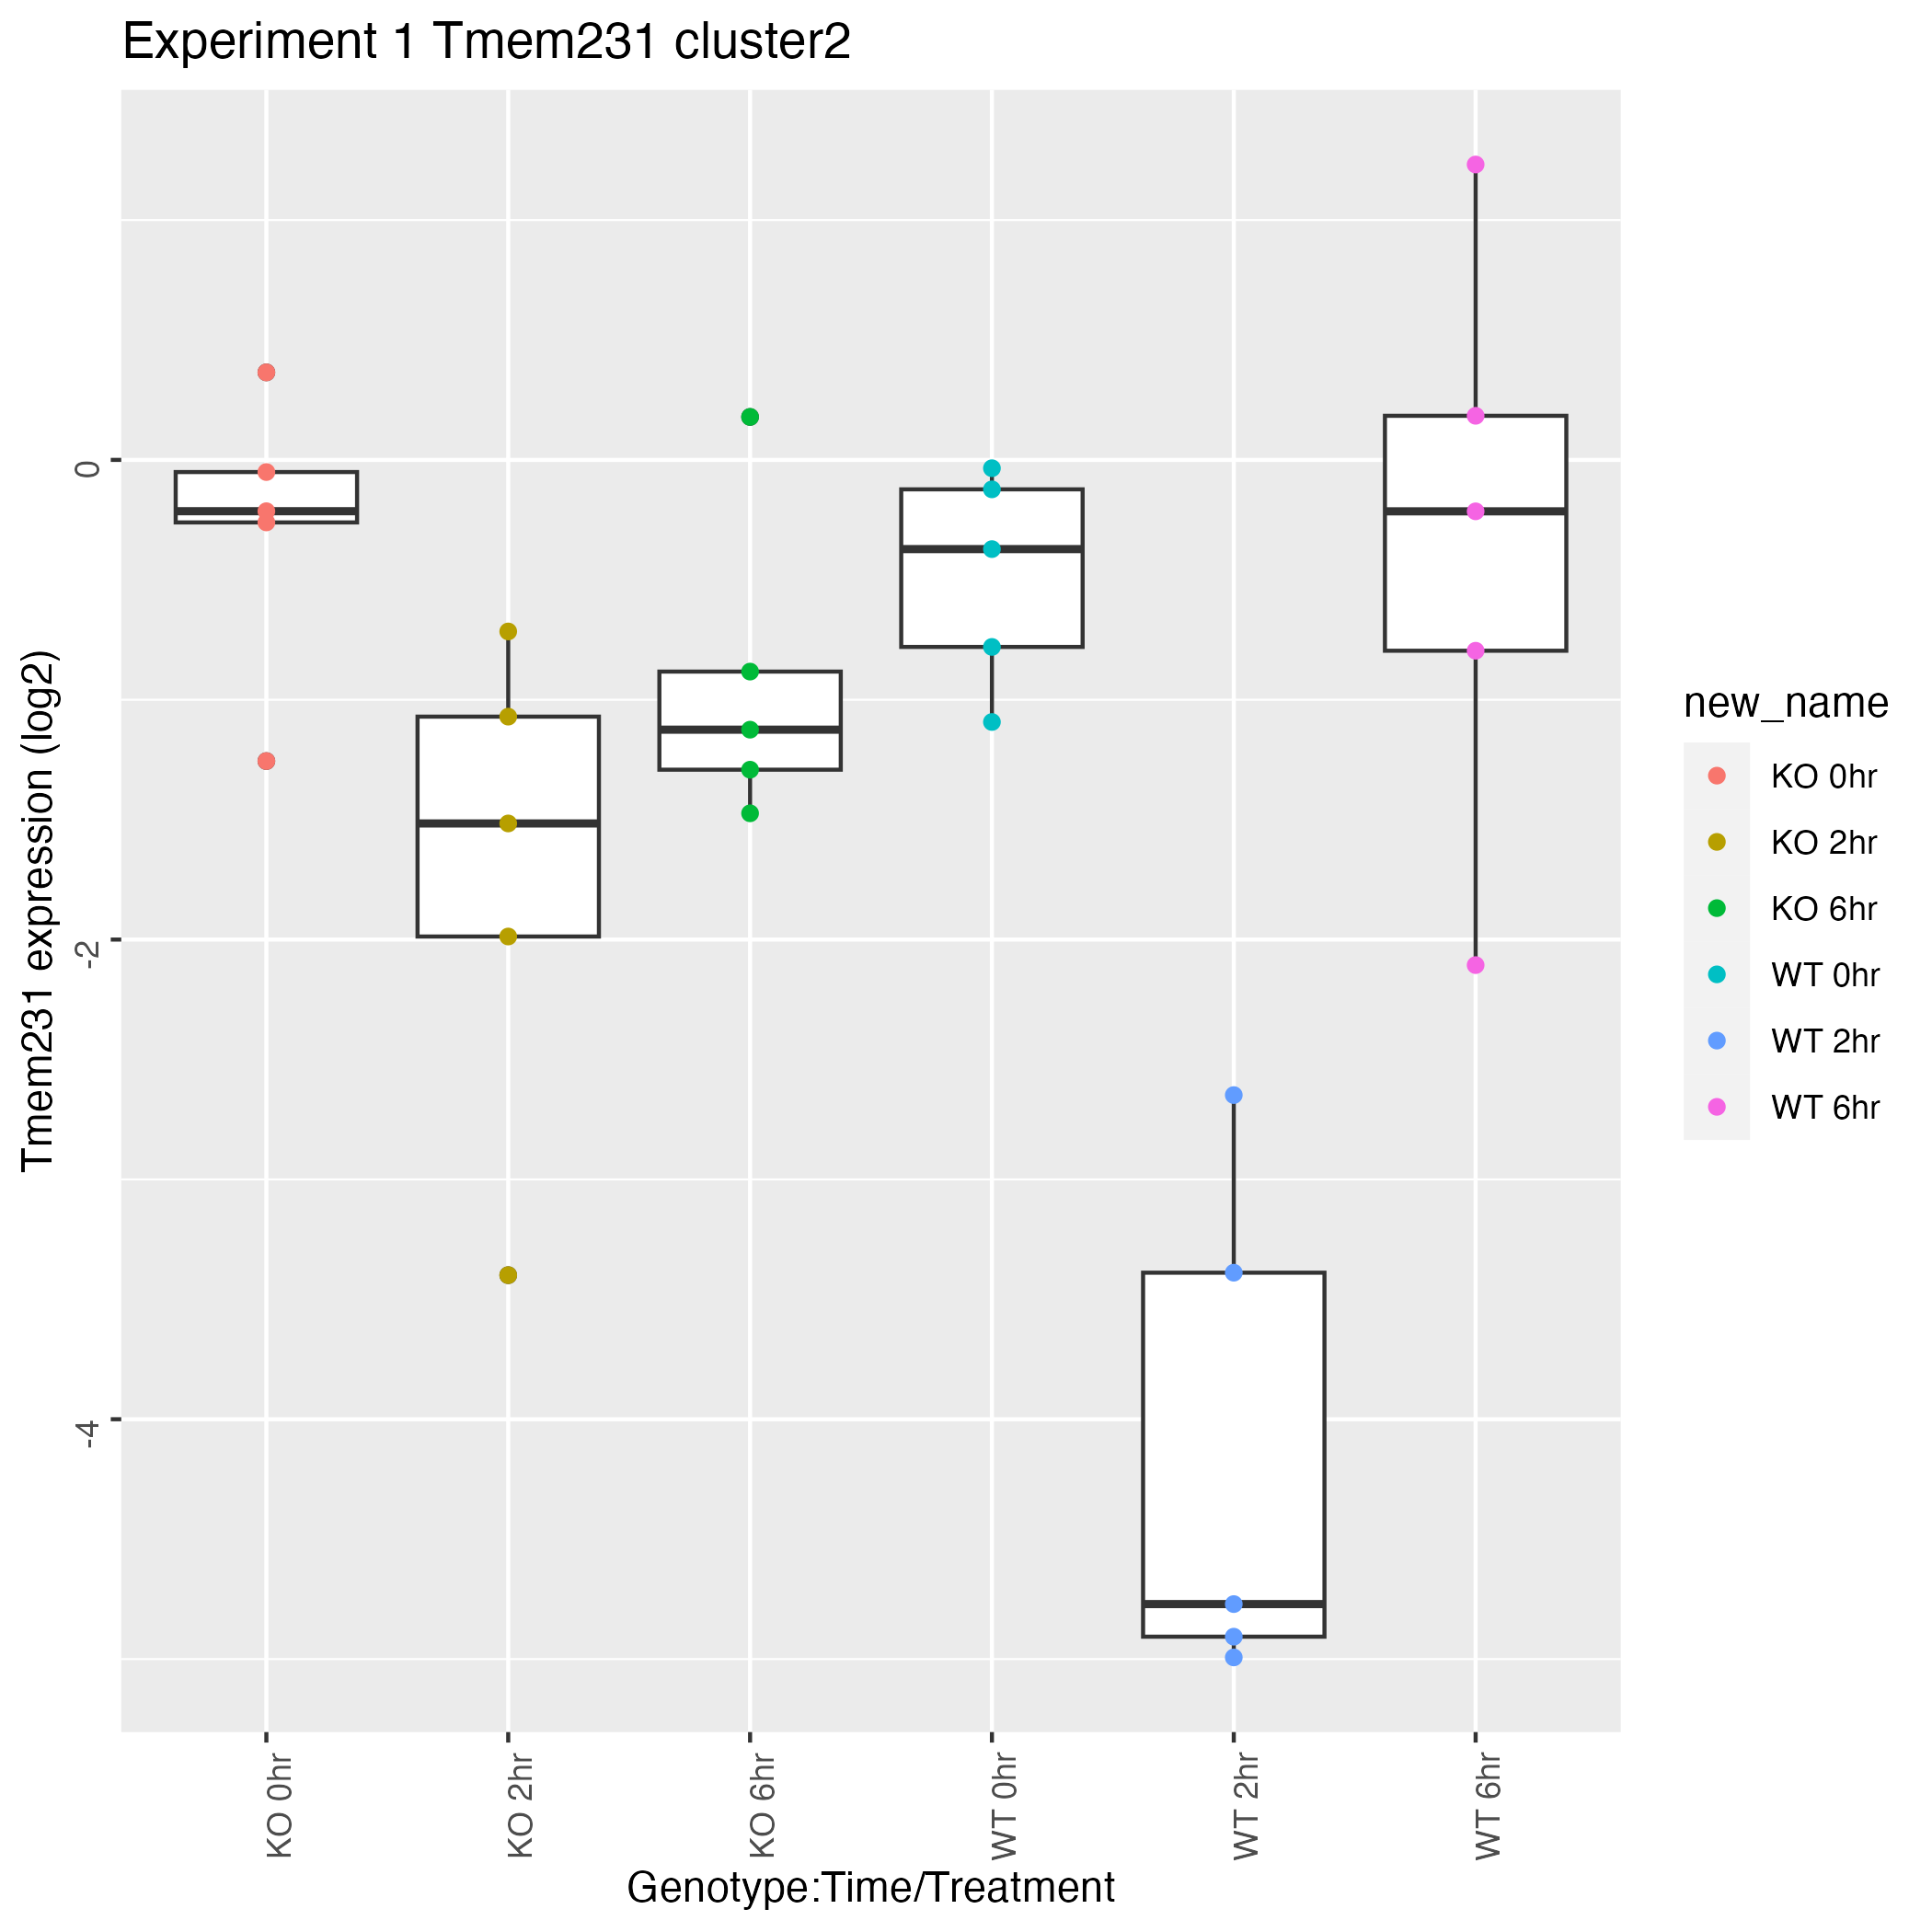 Experiment 1 Tmem231 cluster2
Tmem231 expression (log2)
0
-2
-4
KO 0hr
KO 2hr
KO 6hr
WT 0hr
WT 2hr
WT 6hr
Genotype:Time/Treatment
new_name
KO 0hr
KO 2hr
KO 6hr
WT 0hr
WT 2hr
WT 6hr